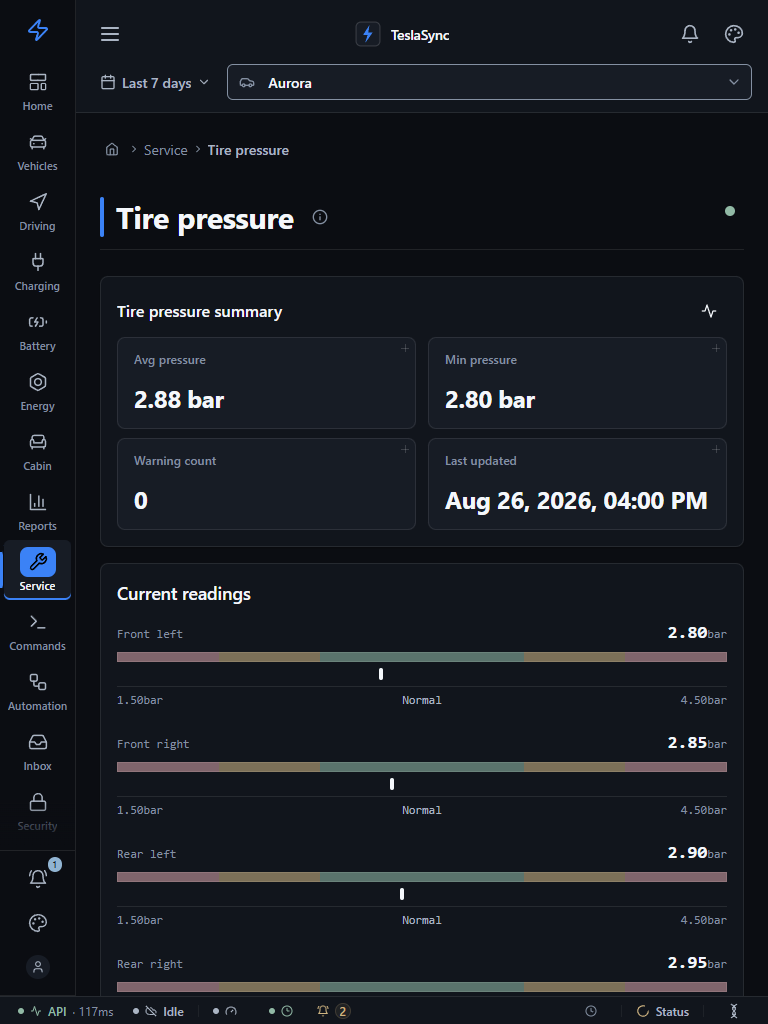 TeslaSync
Last 7 days
Aurora
Home
Vehicles
Driving
Charging
Battery
Energy
Cabin
Reports
Service
Commands
Automation
Inbox
Security
1
Service
Tire pressure
Tire pressure
Tire pressure summary
Avg pressure
2.88 bar
Min pressure
2.80 bar
Warning count
0
Last updated
Aug 26, 2026, 04:00 PM
Current readings
Front left
2.80bar
1.50bar Normal 4.50bar
Front right
2.85bar
1.50bar Normal 4.50bar
Rear left
2.90bar
1.50bar Normal 4.50bar
Rear right
2.95bar
API · 117ms
Idle
2
Status